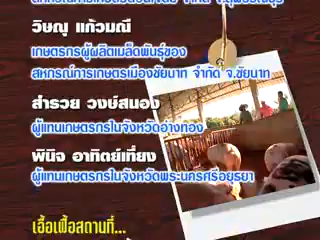 วิษณุ แก้วมณี
เกษตรกรผู้ผลิตเมล็ดพันธุ์ของ
สหกรณ์การเกษตรเมืองชัยนาท จำกัด จ.ชัยนาท
สำรวย วงษ์สนอง
ผู้แทนเกษตรกรในจังหวัดอ่างทอง
พินิจ อาทิตย์เที่ยง
ผู้แทนเกษตรกรในจังหวัดพระนครศรีอยุธยา
เอื้อเฟื้อสถานที่...